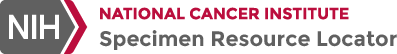 NIH
NATIONAL CANCER INSTITUTE
Specimen Resource Locator